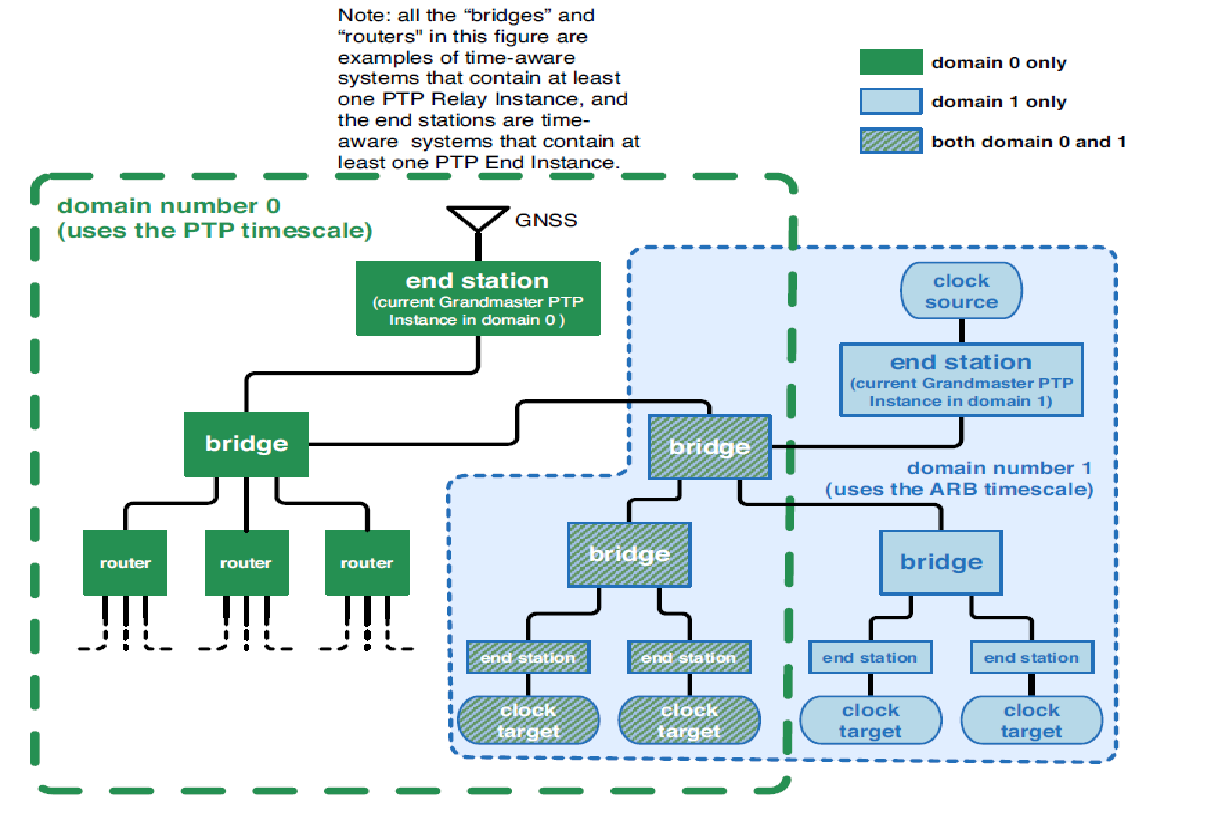 Note: all the “bridges” and
“routers" in this figure are
examples of time-aware
systems that contain at least
one PTP Relay Instance, and
the end stations are time-
aware  systems that contain at
least one PTP End Instance.
domain 0 only
domain 1 only
both domain 0 and 1
domain number 0
(uses the PTP timescale)
GNSS
end station
(current Grandmaster PTP
Instance in domain 0 )
clock
source
end station
(current Grandmaster PTP
Instance in domain 1)
bridge
bridge
domain number 1
(uses the ARB timescale)
router
router
router
bridge
bridge
end station
end station
end station
end station
clock
target
clock
target
clock
target
clock
target